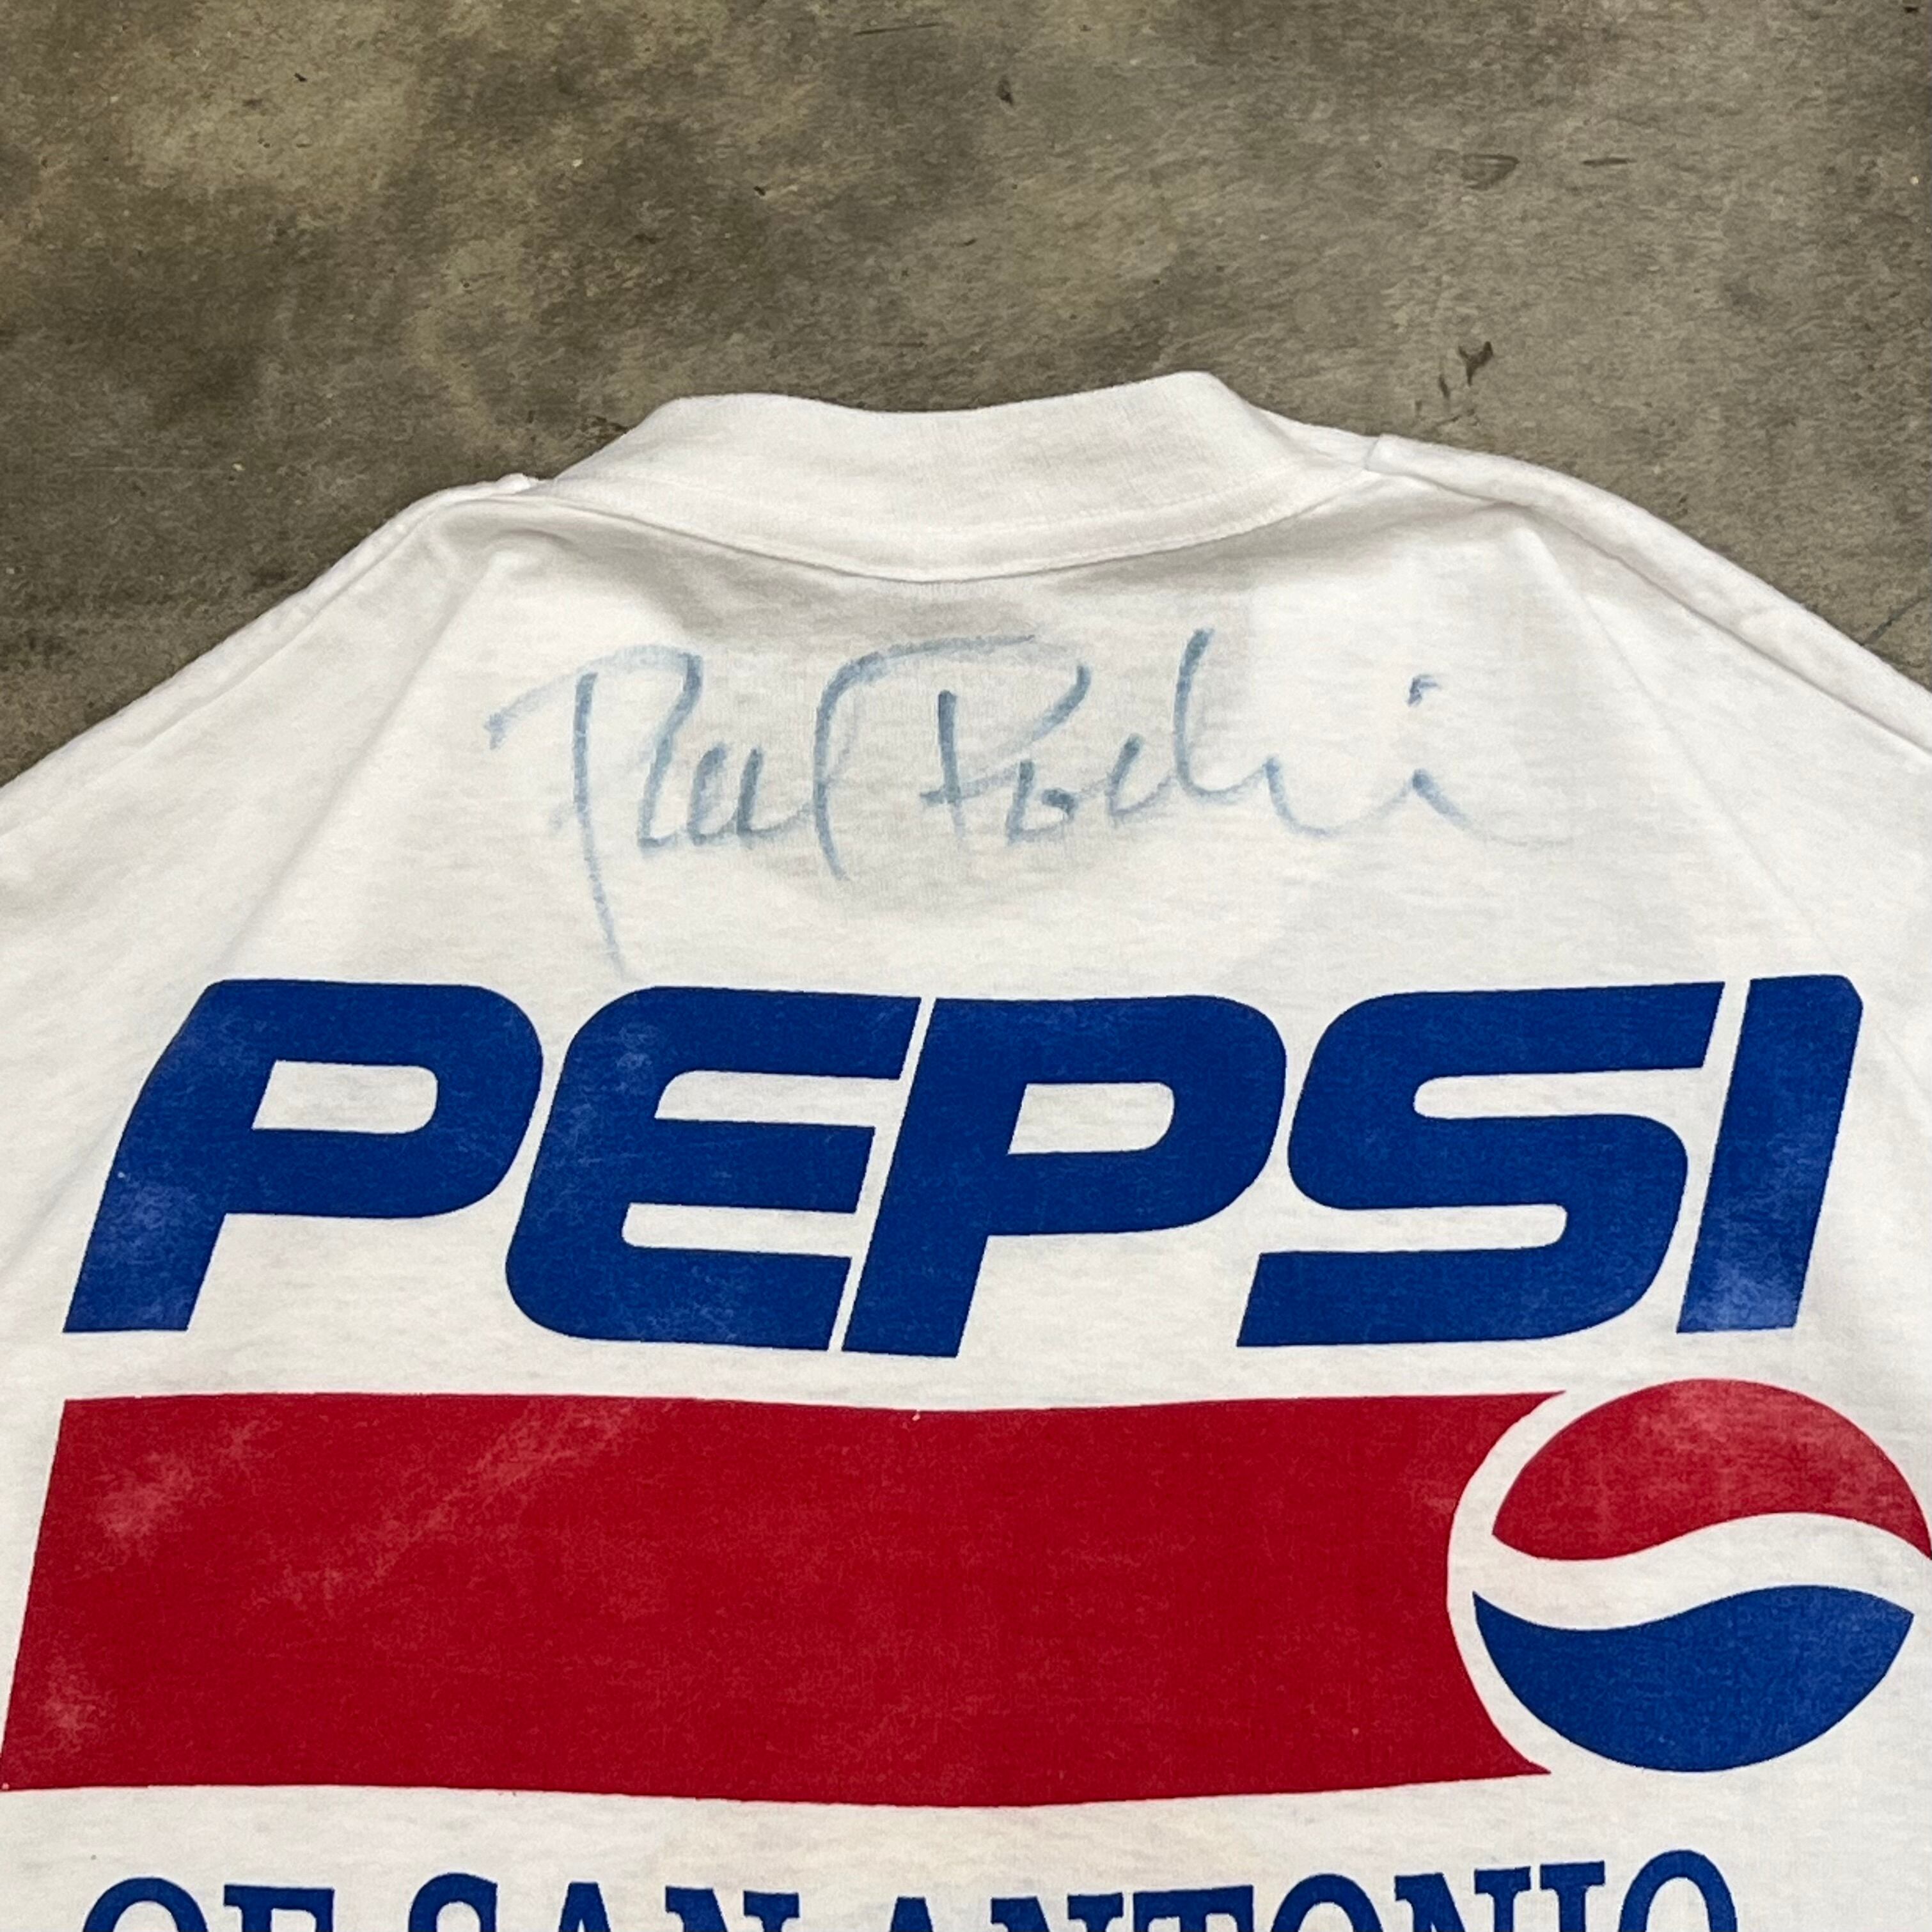 PEPSI
OF SAN ANTONIO